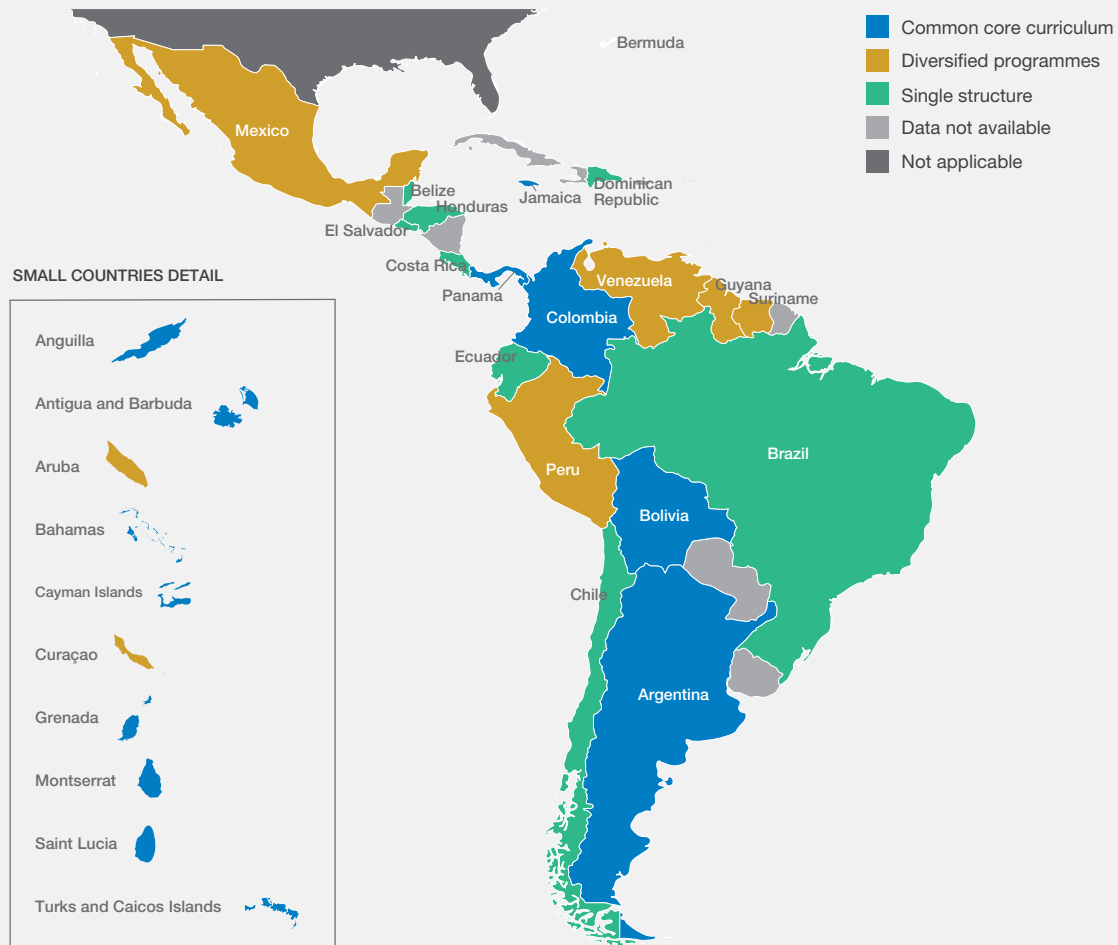 Common core curriculum
Diversified programmes
Single structure
Data not available
Not applicable
Bermuda
Mexico
Belize
Honduras
Jamaica
Dominican
Republic
El Salvador
Costa Rica
Panama
Venezuela
Guyana
Suriname
Colombia
Ecuador
Brazil
Peru
Bolivia
Chile
Argentina
SMALL COUNTRIES DETAIL
Anguilla
Antigua and Barbuda
Aruba
Bahamas
Cayman Islands
Curaçao
Grenada
Montserrat
Saint Lucia
Turks and Caicos Islands